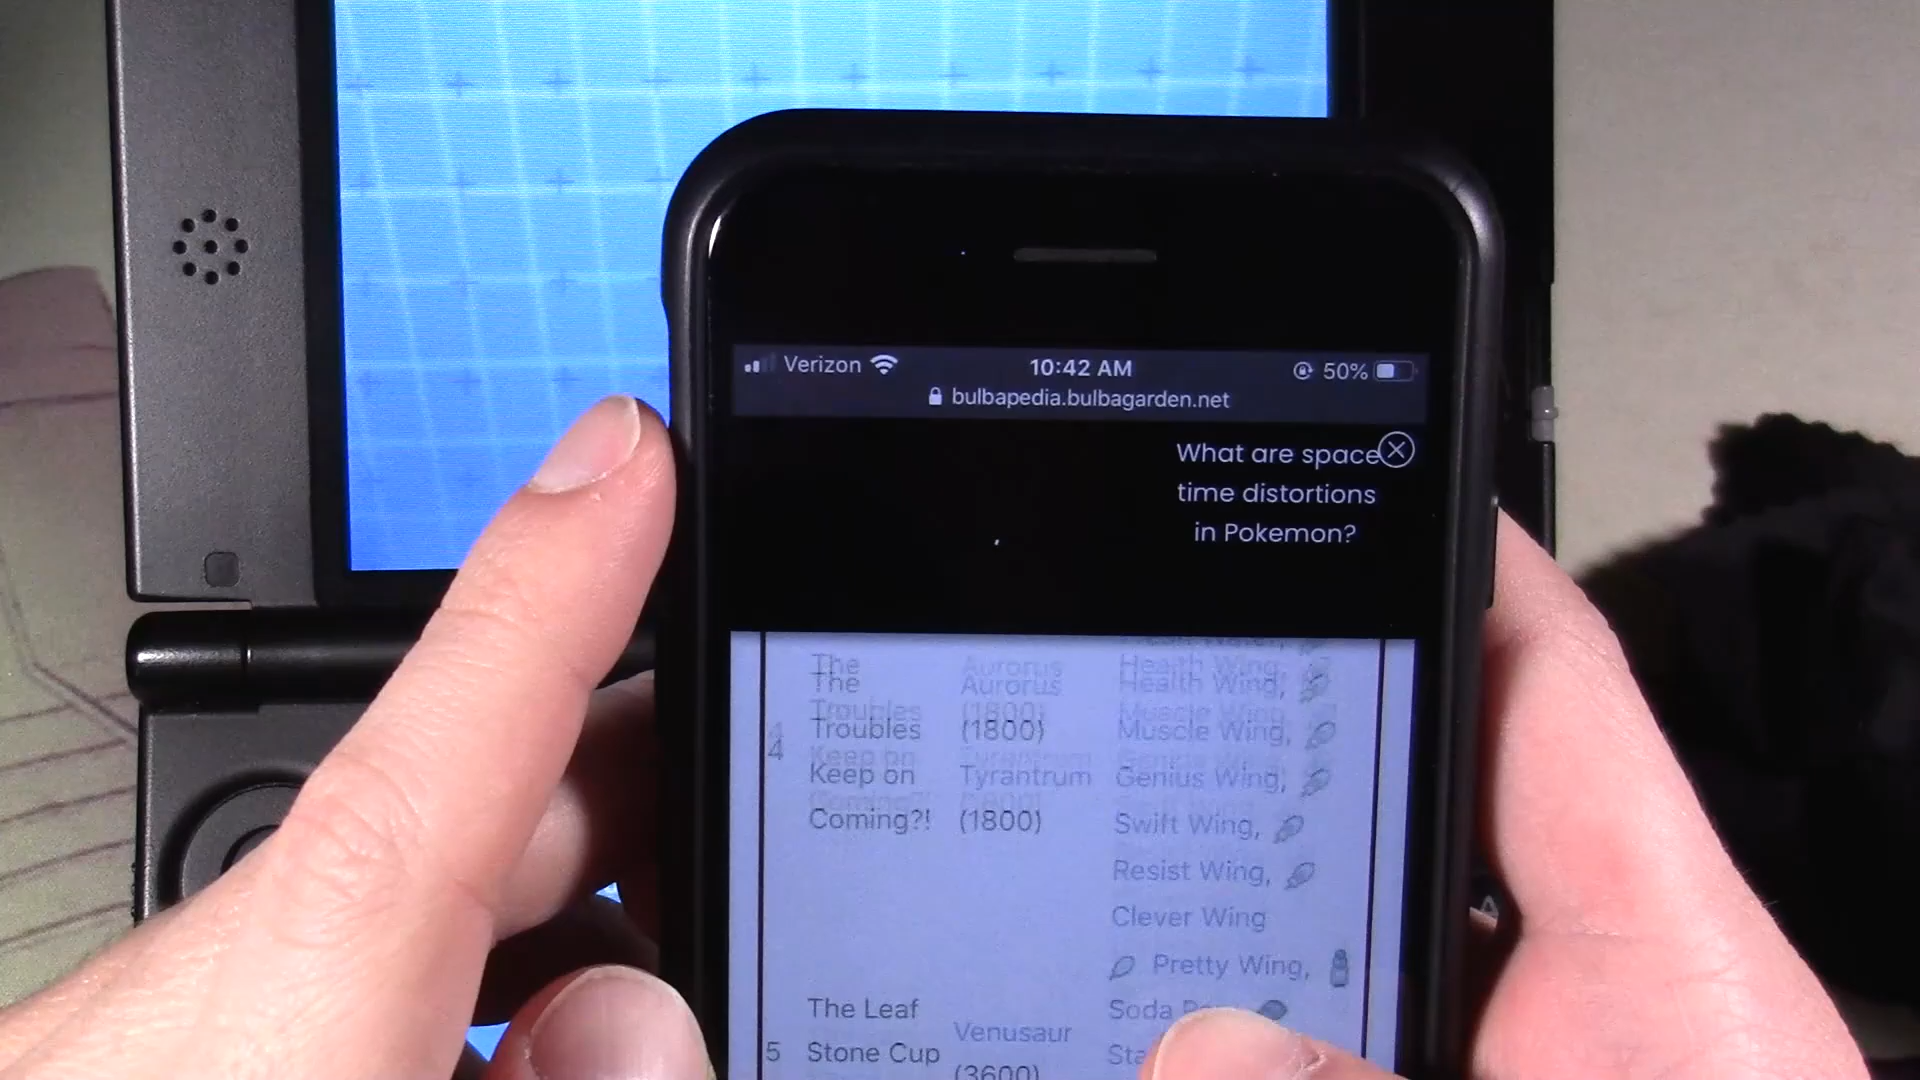 Verizon 10:42 AM 50%
bulbapedia.bulbagarden.net
What are space
time distortions
in Pokemon?
The Aurorus Health Wing,
4 Troubles (1800) Muscle Wing,
Keep on Tyrantrum Genius Wing,
Coming?! (1800) Swift Wing,
Resist Wing,
Clever Wing
Pretty Wing,
The Leaf Soda
Venusaur
5 Stone Cup
(3600)